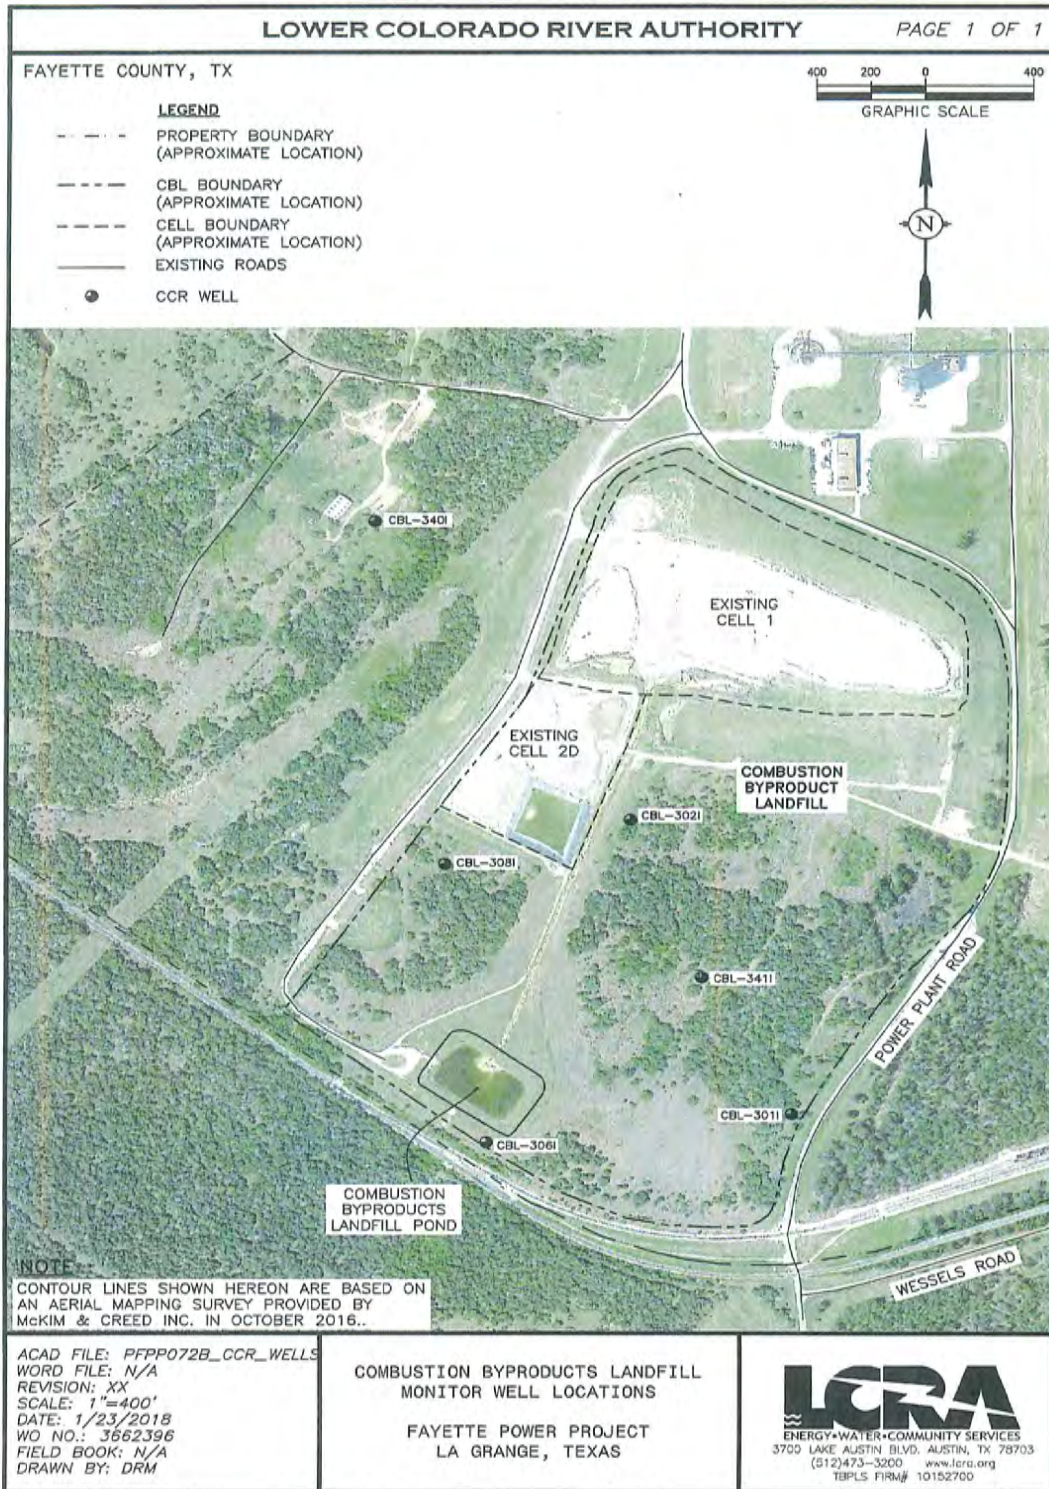 LOWER COLORADO RIVER AUTHORITY
PAGE 1 OF 1
FAYETTE COUNTY, TX
400 200 0 400
GRAPHIC SCALE
LEGEND
PROPERTY BOUNDARY
(APPROXIMATE LOCATION)
CBL BOUNDARY
(APPROXIMATE LOCATION)
CELL BOUNDARY
(APPROXIMATE LOCATION)
EXISTING ROADS
CCR WELL
N
CBL-340I
EXISTING
CELL 1
EXISTING
CELL 2D
COMBUSTION
BYPRODUCT
LANDFILL
CBL-302I
CBL-308I
CBL-341I
POWER PLANT ROAD
CBL-301I
CBL-306I
COMBUSTION
BYPRODUCTS
LANDFILL POND
WESSELS ROAD
NOTE:
CONTOUR LINES SHOWN HEREON ARE BASED ON
AN AERIAL MAPPING SURVEY PROVIDED BY
McKIM & CREED INC. IN OCTOBER 2016..
ACAD FILE: PFPP072B_CCR_WELLS
WORD FILE: N/A
REVISION: XX
SCALE: 1"=400'
DATE: 1/23/2018
WO NO.: 3662396
FIELD BOOK: N/A
DRAWN BY: DRM
COMBUSTION BYPRODUCTS LANDFILL
MONITOR WELL LOCATIONS
FAYETTE POWER PROJECT
LA GRANGE, TEXAS
LCRA
ENERGY•WATER•COMMUNITY SERVICES
3700 LAKE AUSTIN BLVD. AUSTIN, TX 78703
(512)473-3200 www.lcra.org
TBPLS FIRM# 10152700